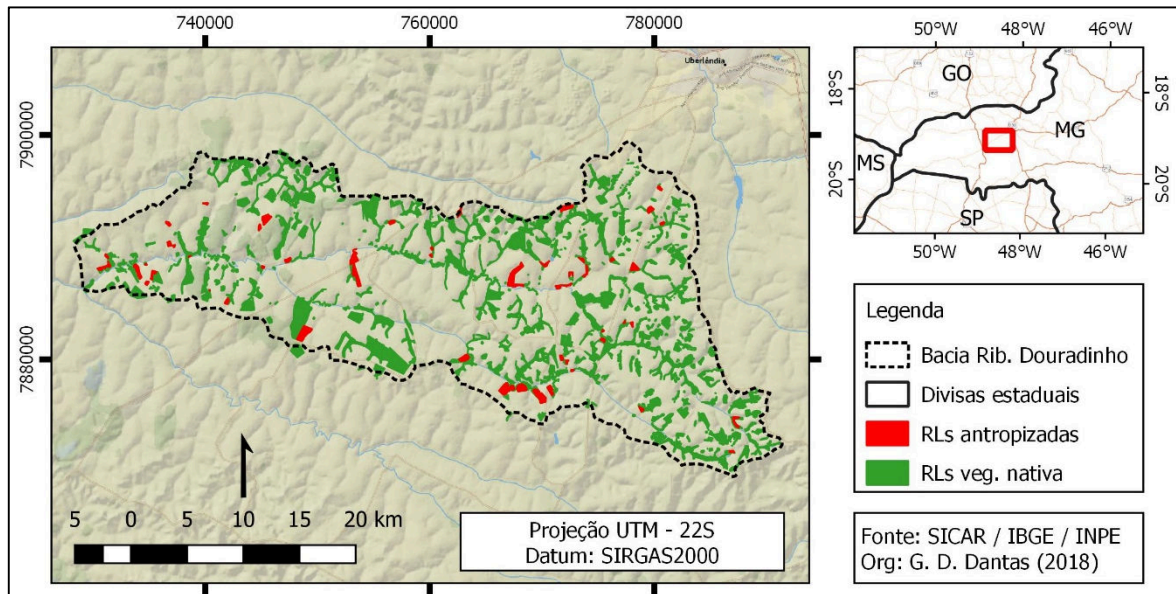 740000 760000 780000
Uberlândia
7900000
7880000
5 0 5 10 15 20 km
Projeção UTM - 22S
Datum: SIRGAS2000
50°W 48°W 46°W
18°S 18°S
GO
MG
MS
20°S 20°S
SP
50°W 48°W 46°W
Legenda
Bacia Rib. Douradinho
Divisas estaduais
RLs antropizadas
RLs veg. nativa
Fonte: SICAR / IBGE / INPE
Org: G. D. Dantas (2018)